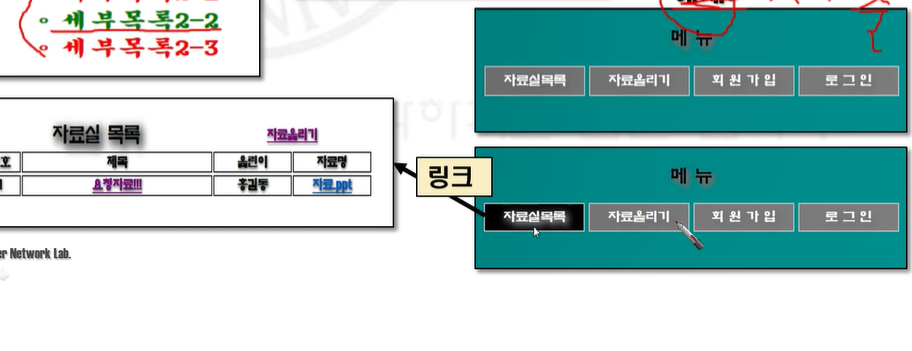 세부목록2-2
세부목록2-3
메 뉴
자료실목록 자료올리기 회 원 가 입 로 그 인
자료실 목록 자료올리기
제목 올린이 자료명
요청자료!!! 홍길동 자료.ppt
링크
메 뉴
자료실목록 자료올리기 회 원 가 입 로 그 인
er Network Lab.